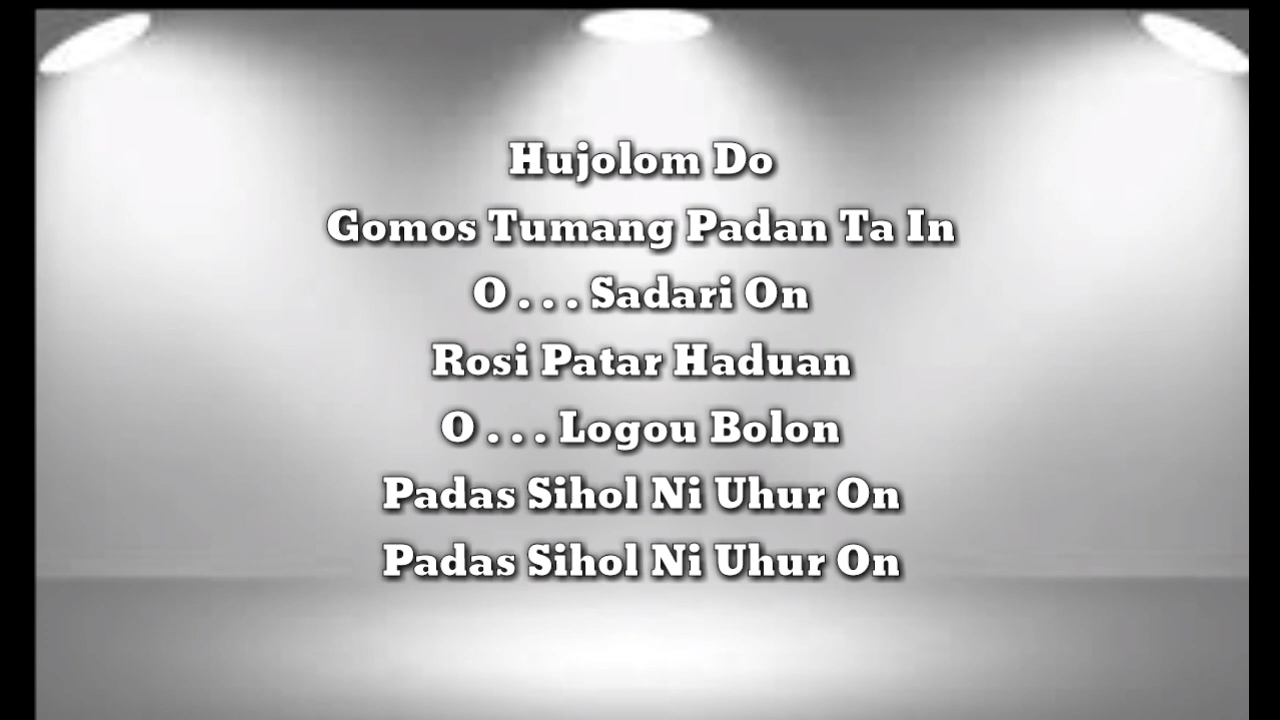 Hujolom Do
Gomos Tumang Padan Ta In
O . . . Sadari On
Rosi Patar Haduan
O . . . Logou Bolon
Padas Sihol Ni Uhur On
Padas Sihol Ni Uhur On